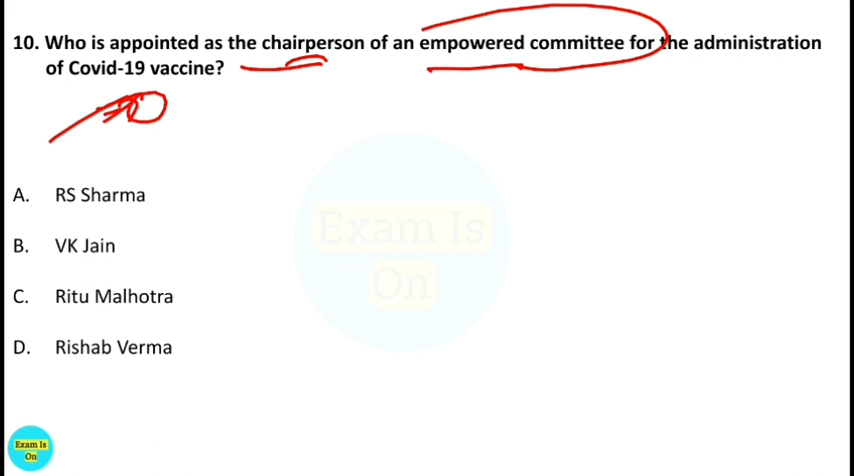 10. Who is appointed as the chairperson of an empowered committee for the administration
of Covid-19 vaccine?
A. RS Sharma
B. VK Jain
C. Ritu Malhotra
D. Rishab Verma
Exam Is
On
Exam Is
On